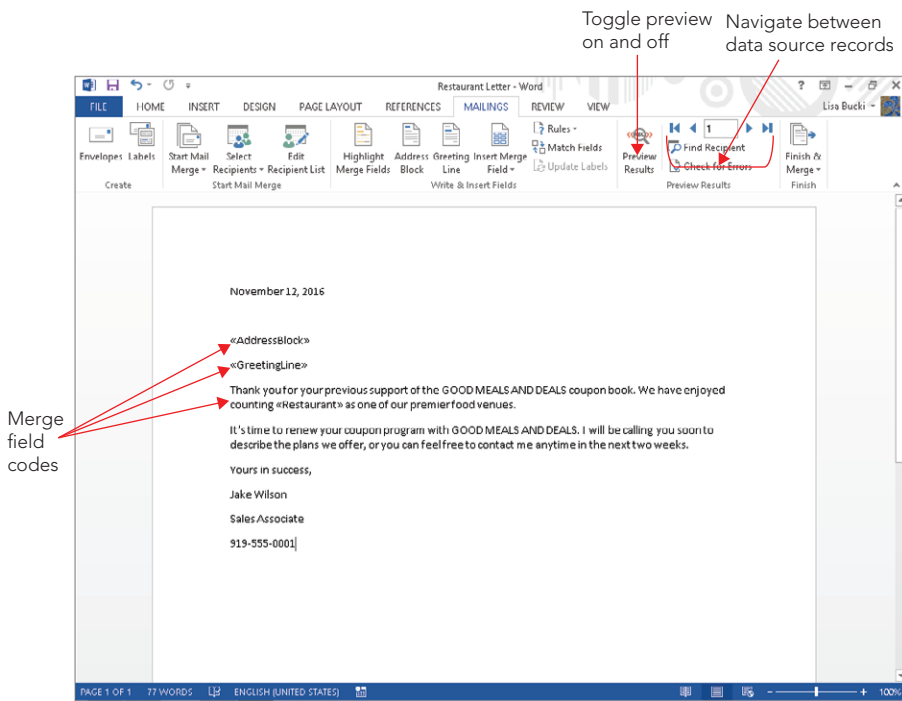 Toggle preview
on and off
Navigate between
data source records
Restaurant Letter - Word
FILE HOME INSERT DESIGN PAGE LAYOUT REFERENCES MAILINGS REVIEW VIEW Lisa Bucki
Envelopes Labels
Create
Start Mail
Merge
Select
Recipients
Edit
Recipient List
Start Mail Merge
Highlight
Merge Fields
Address
Block
Greeting
Line
Insert Merge
Field
Rules
Match Fields
Update Labels
Write & Insert Fields
ABC
Preview
Results
1
Find Recipient
Check for Errors
Preview Results
Finish &
Merge
Finish
November 12, 2016
«AddressBlock»
«GreetingLine»
Thank you for your previous support of the GOOD MEALS AND DEALS coupon book. We have enjoyed
counting «Restaurant» as one of our premier food venues.
It's time to renew your coupon program with GOOD MEALS AND DEALS. I will be calling you soon to
describe the plans we offer, or you can feel free to contact me anytime in the next two weeks.
Yours in success,
Jake Wilson
Sales Associate
919-555-0001
Merge
field
codes
PAGE 1 OF 1 77 WORDS ENGLISH (UNITED STATES) 100%